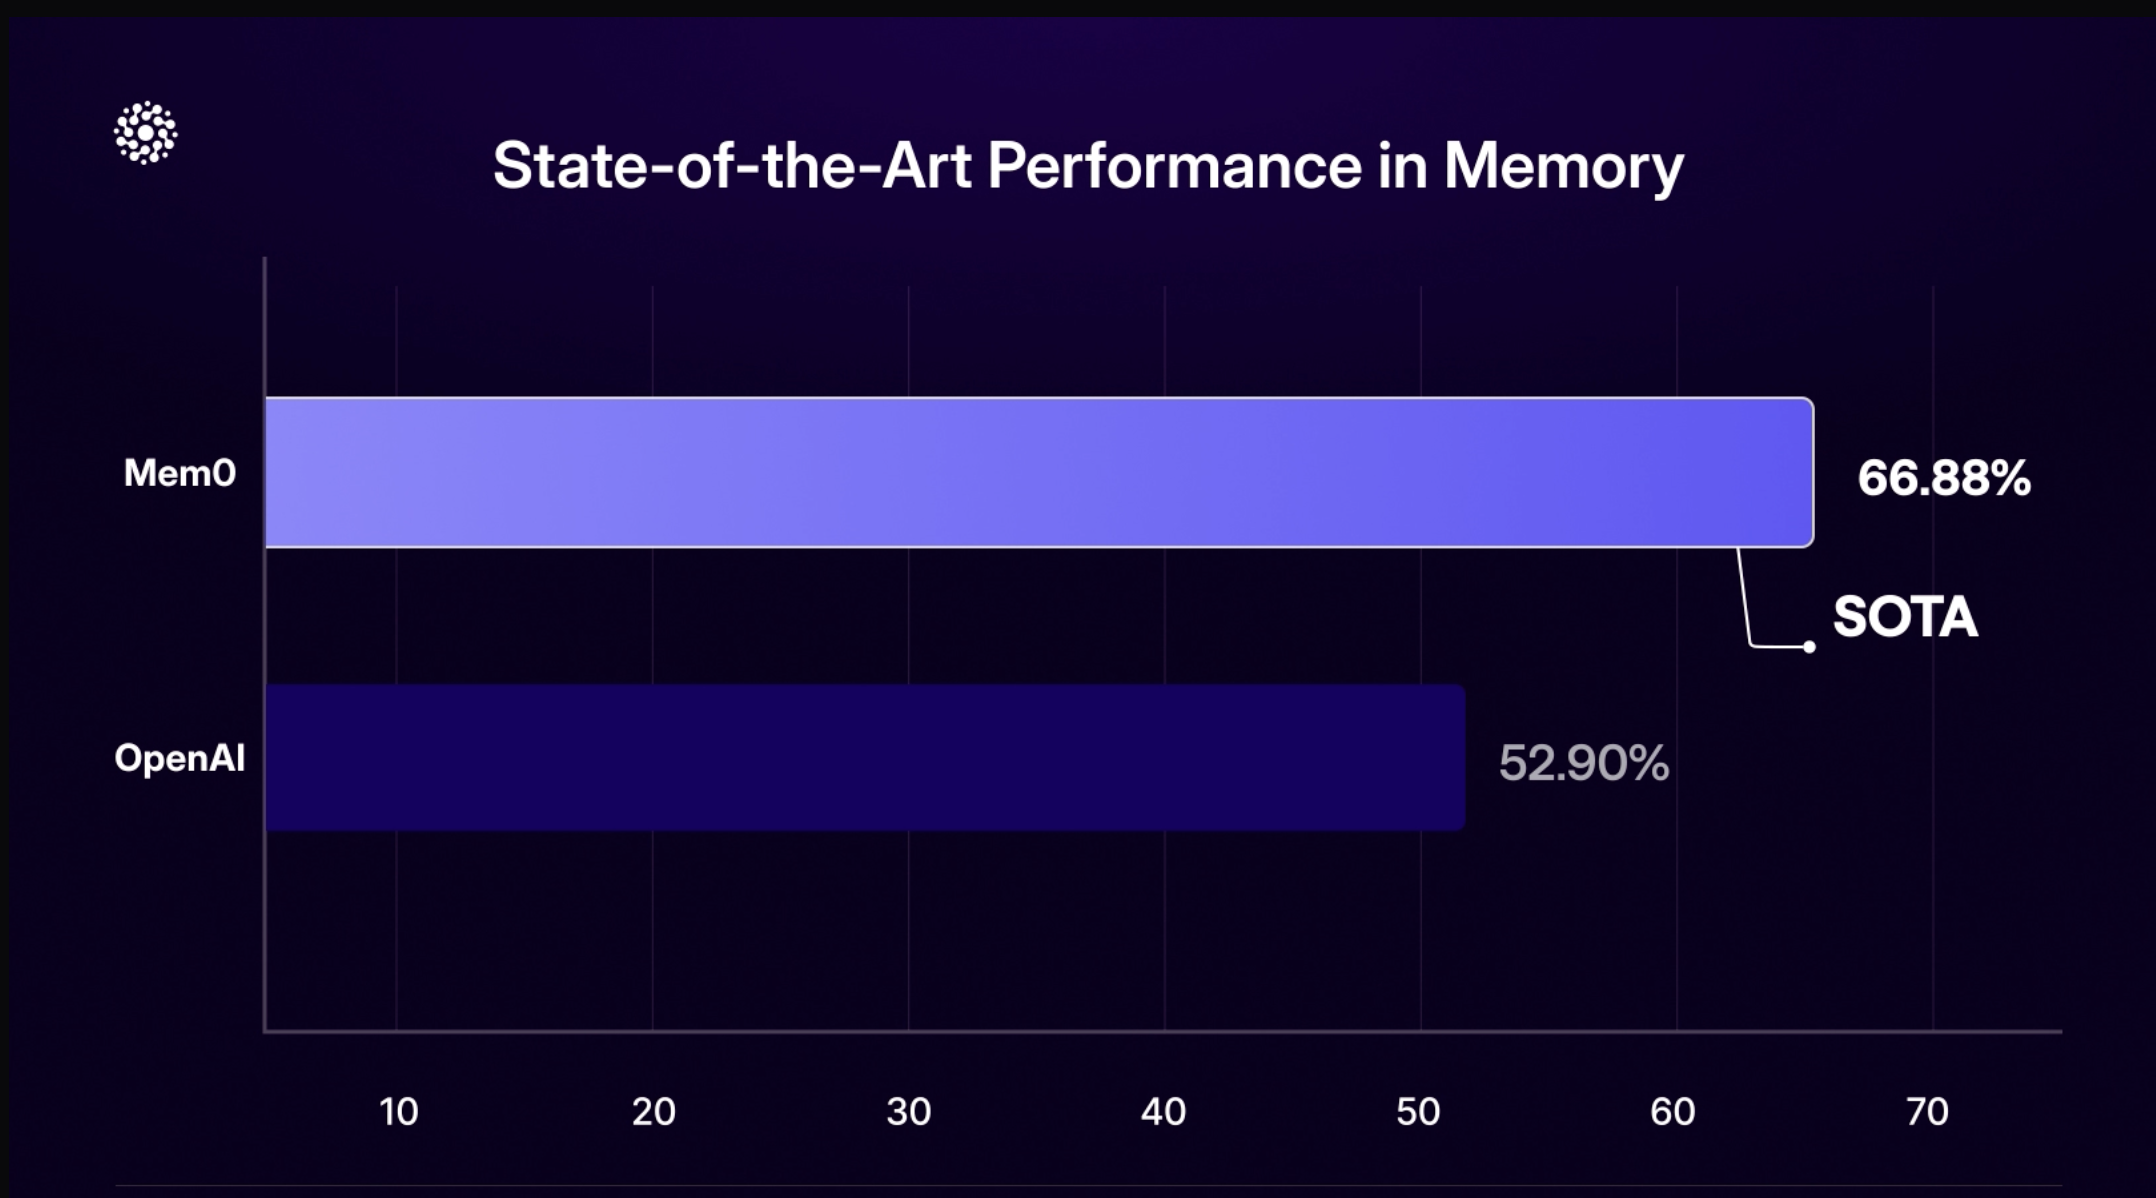 State-of-the-Art Performance in Memory
Mem0
66.88%
SOTA
OpenAI
52.90%
10 20 30 40 50 60 70